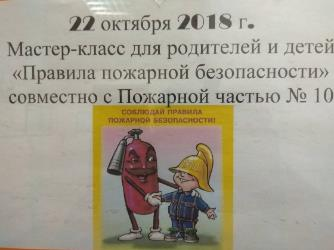 22 октября 2018 г.
Мастер-класс для родителей и детей
«Правила пожарной безопасности»
совместно с Пожарной частью № 10
СОБЛЮДАЙ ПРАВИЛА
ПОЖАРНОЙ БЕЗОПАСНОСТИ!